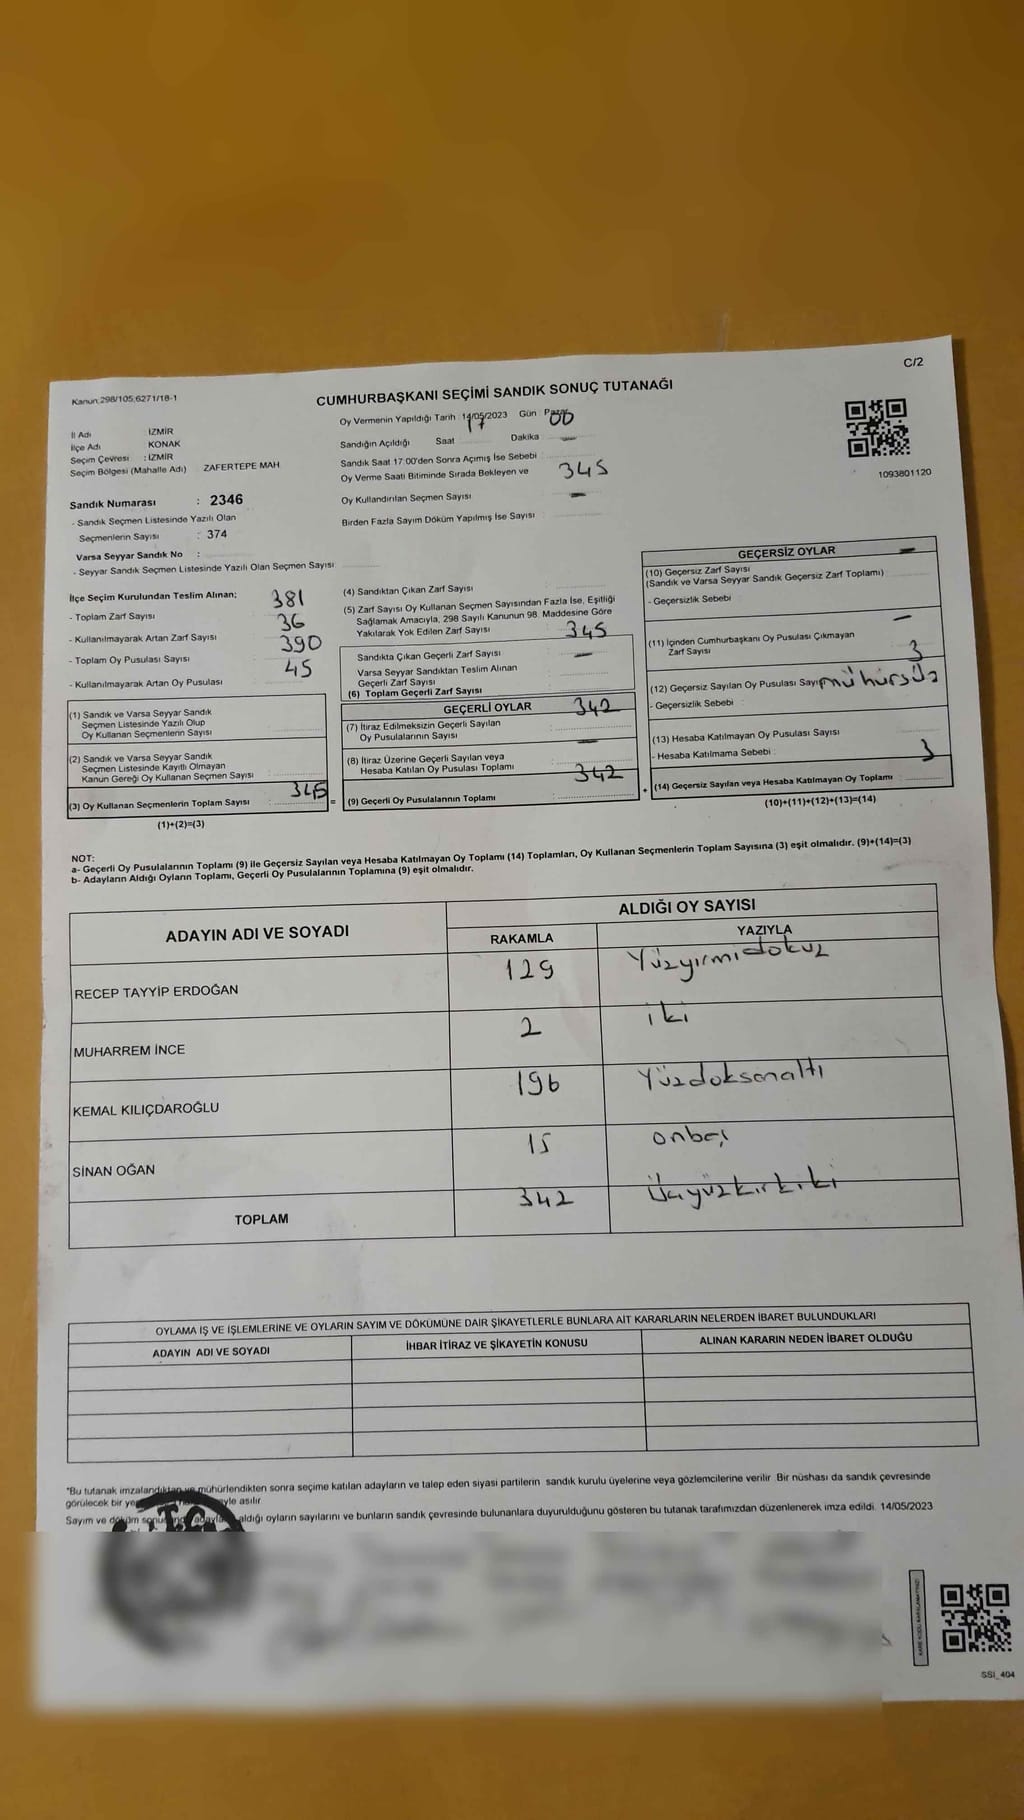 C/2
Kanun:298/105,6271/18-1
CUMHURBAŞKANI SEÇİMİ SANDIK SONUÇ TUTANAĞI
İl Adı : İZMİR
İlçe Adı KONAK
Seçim Çevresi : İZMİR
Seçim Bölgesi (Mahalle Adı) ZAFERTEPE MAH
Sandık Numarası : 2346
- Sandık Seçmen Listesinde Yazılı Olan
Seçmenlerin Sayısı : 374
Varsa Seyyar Sandık No :
- Seyyar Sandık Seçmen Listesinde Yazılı Olan Seçmen Sayısı
Oy Vermenin Yapıldığı Tarih 14/05/2023 Gün : Pazar
Sandığın Açıldığı Saat 17 Dakika 00
Sandık Saat 17:00'den Sonra Açımış İse Sebebi : —
Oy Verme Saati Bitiminde Sırada Bekleyen ve
Oy Kullandırılan Seçmen Sayısı 345
Birden Fazla Sayım Döküm Yapılmış İse Sayısı : —
1093801120
İlçe Seçim Kurulundan Teslim Alınan;
- Toplam Zarf Sayısı 381
- Kullanılmayarak Artan Zarf Sayısı 36
- Toplam Oy Pusulası Sayısı 390
- Kullanılmayarak Artan Oy Pusulası 45
(1) Sandık ve Varsa Seyyar Sandık
Seçmen Listesinde Yazılı Olup
Oy Kullanan Seçmenlerin Sayısı
(2) Sandık ve Varsa Seyyar Sandık
Seçmen Listesinde Kayıtlı Olmayan
Kanun Gereği Oy Kullanan Seçmen Sayısı :
(3) Oy Kullanan Seçmenlerin Toplam Sayısı : 345 =
(1)+(2)=(3)
(4) Sandıktan Çıkan Zarf Sayısı
(5) Zarf Sayısı Oy Kullanan Seçmen Sayısından Fazla İse, Eşitliği
Sağlamak Amacıyla, 298 Sayılı Kanunun 98. Maddesine Göre
Yakılarak Yok Edilen Zarf Sayısı :
Sandıkta Çıkan Geçerli Zarf Sayısı 345
Varsa Seyyar Sandıktan Teslim Alınan
Geçerli Zarf Sayısı —
(6) Toplam Geçerli Zarf Sayısı
GEÇERLİ OYLAR
(7) İtiraz Edilmeksizin Geçerli Sayılan
Oy Pusulalarının Sayısı 342
(8) İtiraz Üzerine Geçerli Sayılan veya
Hesaba Katılan Oy Pusulası Toplamı —
(9) Geçerli Oy Pusulalarının Toplamı : 342 +
GEÇERSİZ OYLAR
(10) Geçersiz Zarf Sayısı —
(Sandık ve Varsa Seyyar Sandık Geçersiz Zarf Toplamı)
- Geçersizlik Sebebi :
(11) İçinden Cumhurbaşkanı Oy Pusulası Çıkmayan
Zarf Sayısı —
(12) Geçersiz Sayılan Oy Pusulası Sayısı 3
- Geçersizlik Sebebi : mühürsüz
(13) Hesaba Katılmayan Oy Pusulası Sayısı
- Hesaba Katılmama Sebebi :
(14) Geçersiz Sayılan veya Hesaba Katılmayan Oy Toplamı : 3
(10)+(11)+(12)+(13)=(14)
NOT:
a- Geçerli Oy Pusulalarının Toplamı (9) ile Geçersiz Sayılan veya Hesaba Katılmayan Oy Toplamı (14) Toplamları, Oy Kullanan Seçmenlerin Toplam Sayısına (3) eşit olmalıdır. (9)+(14)=(3)
b- Adayların Aldığı Oyların Toplamı, Geçerli Oy Pusulalarının Toplamına (9) eşit olmalıdır.
ADAYIN ADI VE SOYADI ALDIĞI OY SAYISI
RAKAMLA YAZIYLA
RECEP TAYYİP ERDOĞAN 129 Yüzyirmidokuz
MUHARREM İNCE 2 iki
KEMAL KILIÇDAROĞLU 196 Yüzdoksanaltı
SİNAN OĞAN 15 onbeş
TOPLAM 342 Üçyüzkırkiki
OYLAMA İŞ VE İŞLEMLERİNE VE OYLARIN SAYIM VE DÖKÜMÜNE DAİR ŞİKAYETLERLE BUNLARA AİT KARARLARIN NELERDEN İBARET BULUNDUKLARI
ADAYIN ADI VE SOYADI İHBAR İTİRAZ VE ŞİKAYETİN KONUSU ALINAN KARARIN NEDEN İBARET OLDUĞU
*Bu tutanak imzalandıktan ve mühürlendikten sonra seçime katılan adayların ve talep eden siyasi partilerin sandık kurulu üyelerine veya gözlemcilerine verilir. Bir nüshası da sandık çevresinde
görülecek bir yere asılır.
Sayım ve döküm sonunda adayların aldığı oyların sayılarını ve bunların sandık çevresinde bulunanlara duyurulduğunu gösteren bu tutanak tarafımızdan düzenlenerek imza edildi. 14/05/2023
T.C.
SSI_404